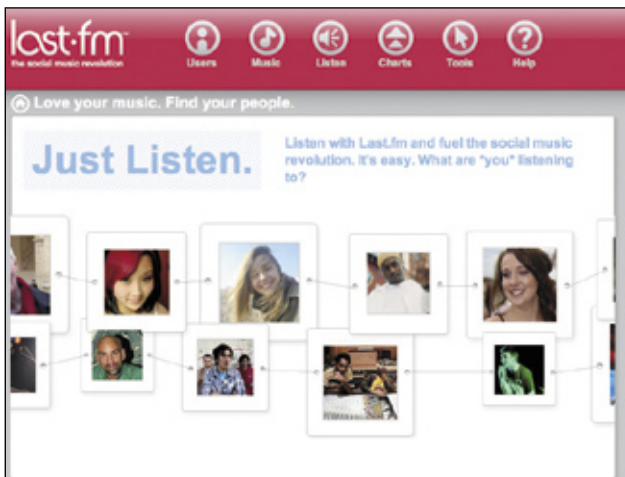 last.fm™
the social music revolution
Users Music Listen Charts Tools Help
Love your music. Find your people.
Just Listen.
Listen with Last.fm and fuel the social music
revolution. It's easy. What are *you* listening
to?